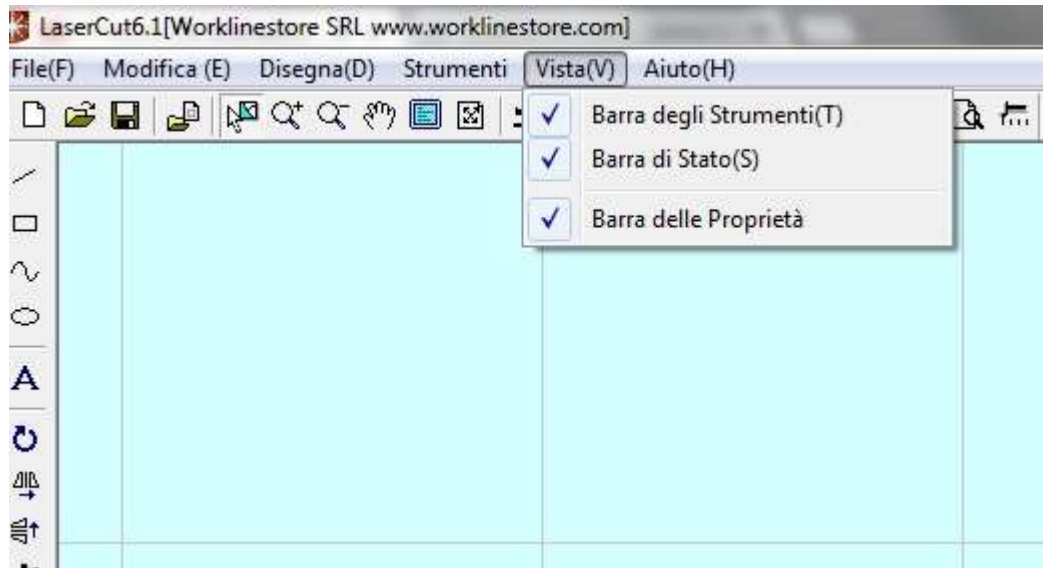 LaserCut6.1[Worklinestore SRL www.worklinestore.com]
File(F) Modifica (E) Disegna(D) Strumenti Vista(V) Aiuto(H)
Barra degli Strumenti(T)
Barra di Stato(S)
Barra delle Proprietà
A